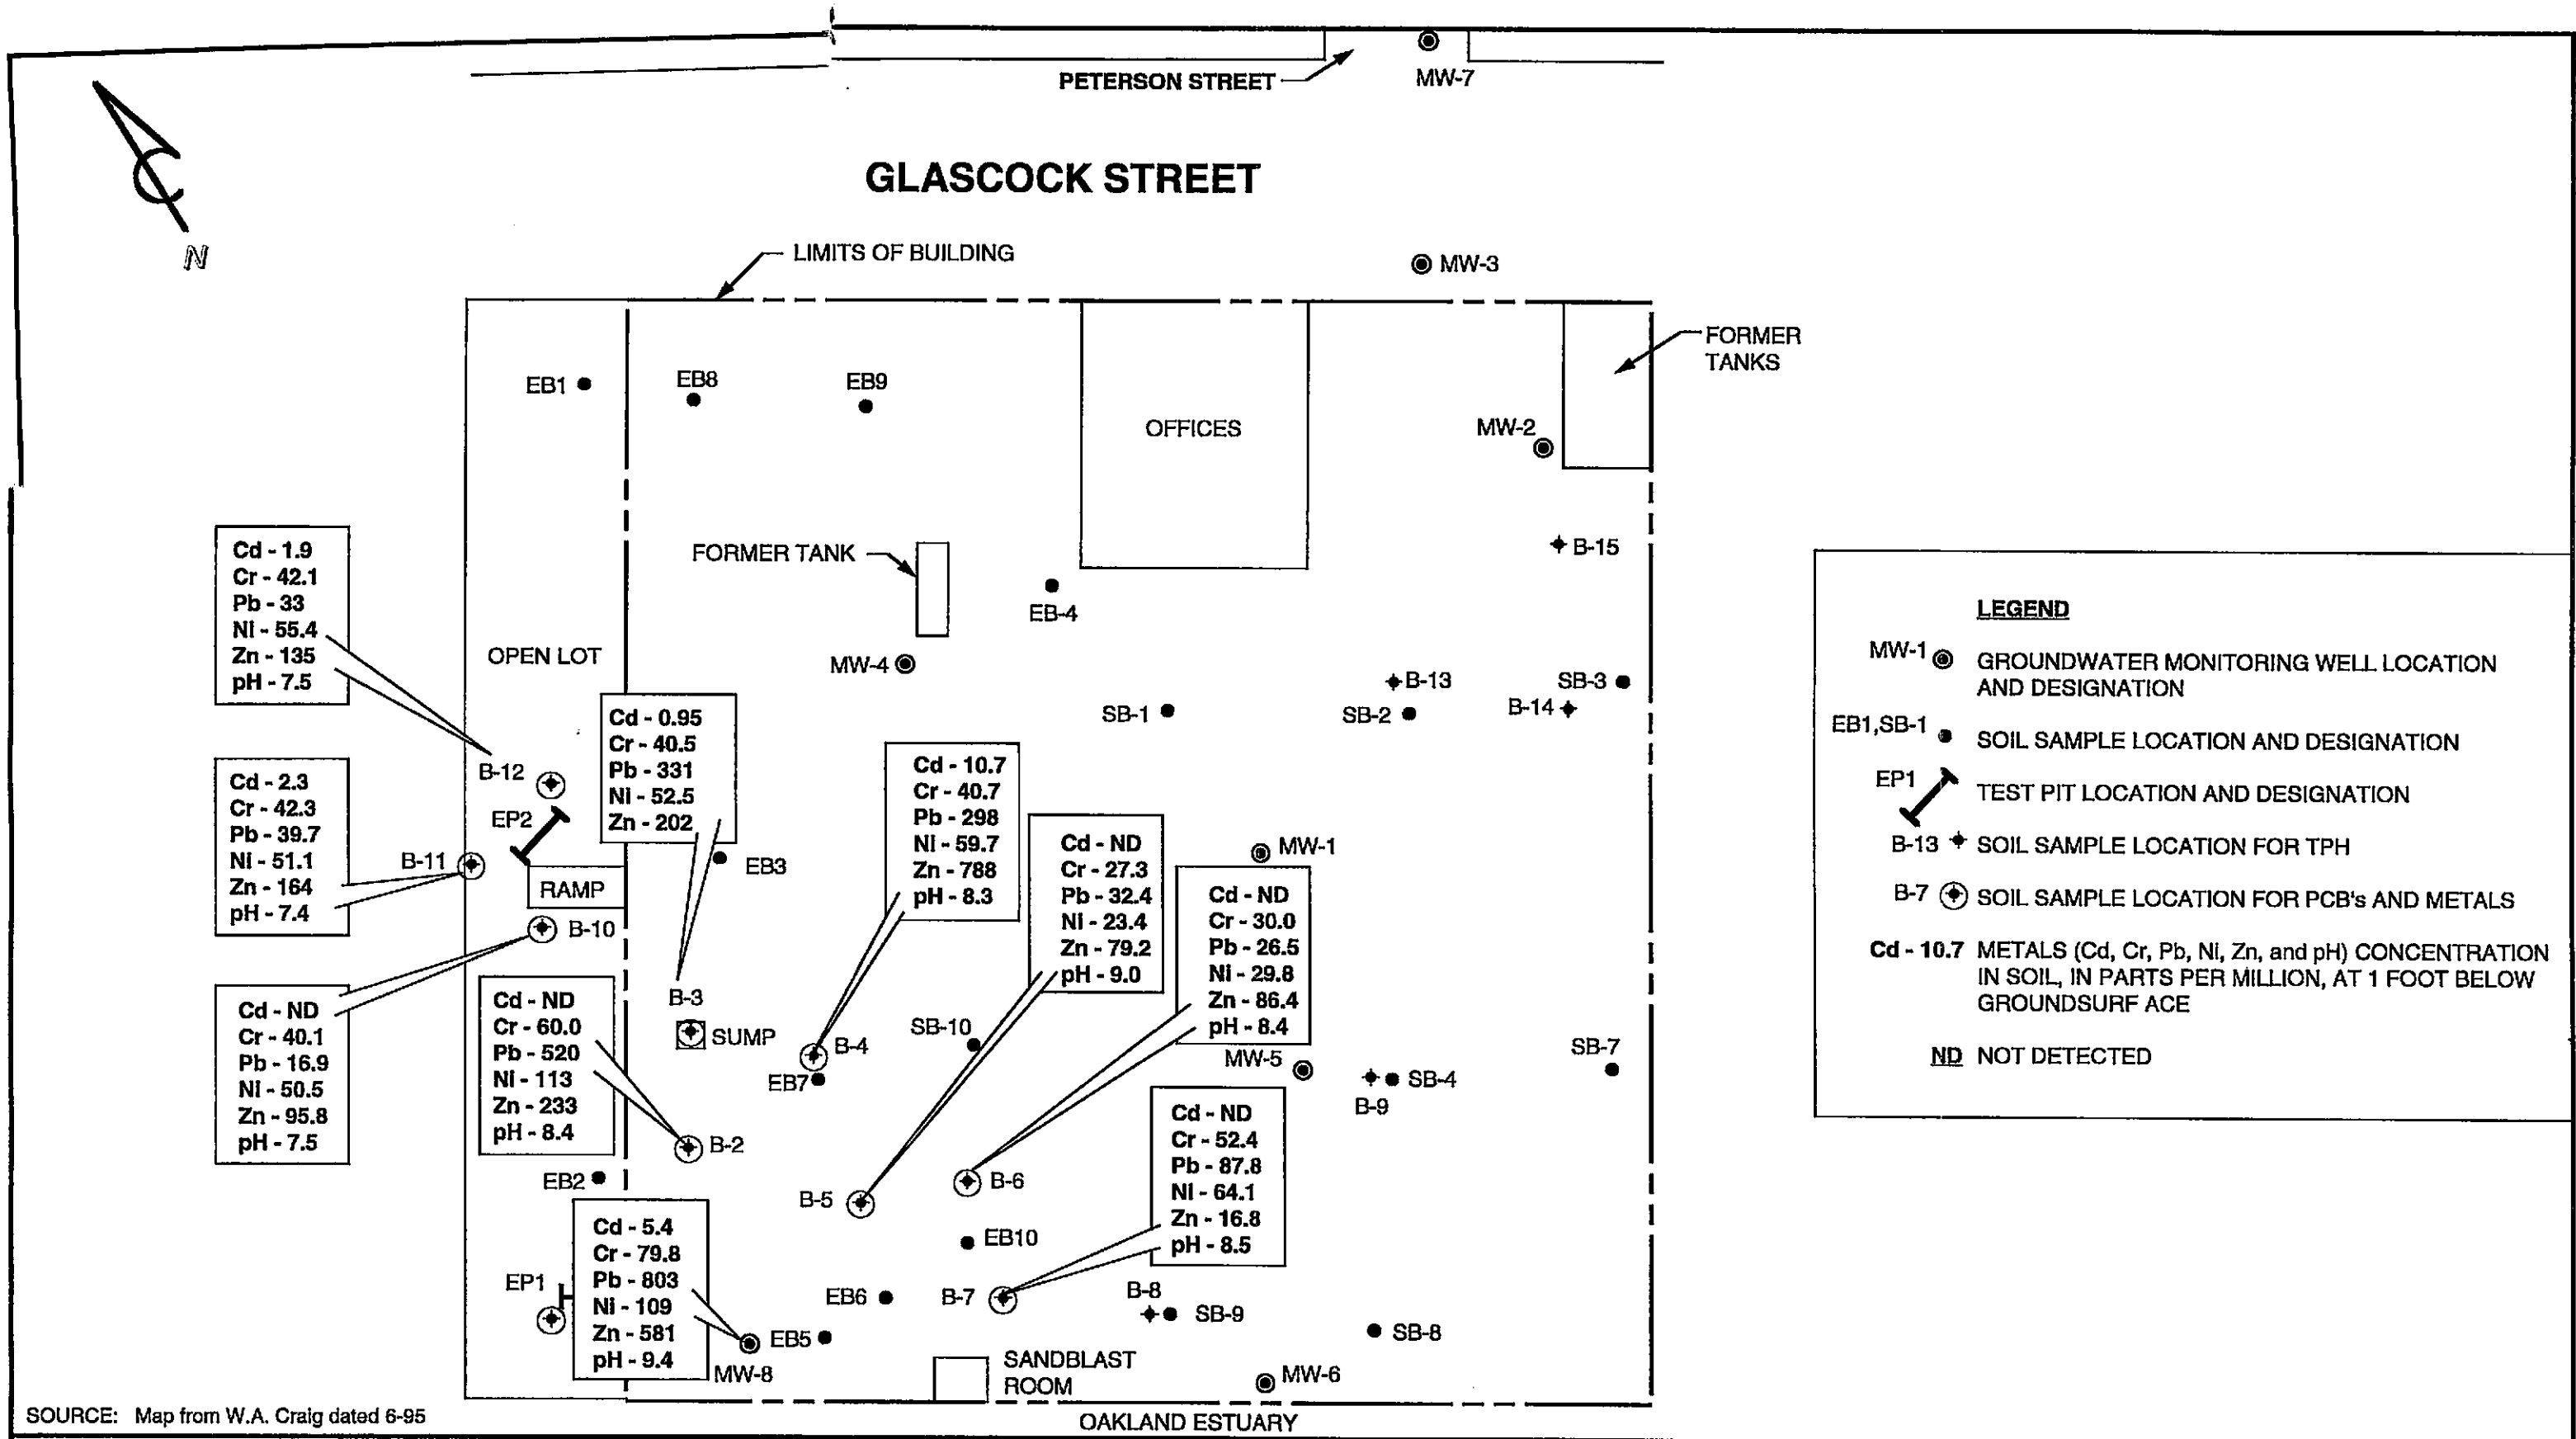 PETERSON STREET
MW-7
GLASCOCK STREET
N
LIMITS OF BUILDING
MW-3
FORMER
TANKS
EB1
EB8
EB9
OFFICES
MW-2
Cd - 1.9
Cr - 42.1
Pb - 33
Ni - 55.4
Zn - 135
pH - 7.5
FORMER TANK
EB-4
B-15
OPEN LOT
MW-4
B-13
SB-3
SB-1
SB-2
B-14
Cd - 0.95
Cr - 40.5
Pb - 331
Ni - 52.5
Zn - 202
B-12
EP2
Cd - 2.3
Cr - 42.3
Pb - 39.7
Ni - 51.1
Zn - 164
pH - 7.4
B-11
RAMP
EB3
Cd - 10.7
Cr - 40.7
Pb - 298
Ni - 59.7
Zn - 788
pH - 8.3
Cd - ND
Cr - 27.3
Pb - 32.4
Ni - 23.4
Zn - 79.2
pH - 9.0
MW-1
Cd - ND
Cr - 30.0
Pb - 26.5
Ni - 29.8
Zn - 86.4
pH - 8.4
B-10
Cd - ND
Cr - 40.1
Pb - 16.9
Ni - 50.5
Zn - 95.8
pH - 7.5
Cd - ND
Cr - 60.0
Pb - 520
Ni - 113
Zn - 233
pH - 8.4
B-3
SUMP
B-4
EB7
SB-10
MW-5
SB-4
B-9
SB-7
B-2
EB2
B-5
B-6
Cd - ND
Cr - 52.4
Pb - 87.8
Ni - 64.1
Zn - 16.8
pH - 8.5
EB10
Cd - 5.4
Cr - 79.8
Pb - 803
Ni - 109
Zn - 581
pH - 9.4
EP1
EB6
B-7
B-8
SB-9
SB-8
EB5
MW-8
SANDBLAST
ROOM
MW-6
OAKLAND ESTUARY
SOURCE: Map from W.A. Craig dated 6-95
LEGEND
MW-1 GROUNDWATER MONITORING WELL LOCATION
AND DESIGNATION
EB1,SB-1 SOIL SAMPLE LOCATION AND DESIGNATION
EP1 TEST PIT LOCATION AND DESIGNATION
B-13 SOIL SAMPLE LOCATION FOR TPH
B-7 SOIL SAMPLE LOCATION FOR PCB's AND METALS
Cd - 10.7 METALS (Cd, Cr, Pb, Ni, Zn, and pH) CONCENTRATION
IN SOIL, IN PARTS PER MILLION, AT 1 FOOT BELOW
GROUNDSURF ACE
ND NOT DETECTED